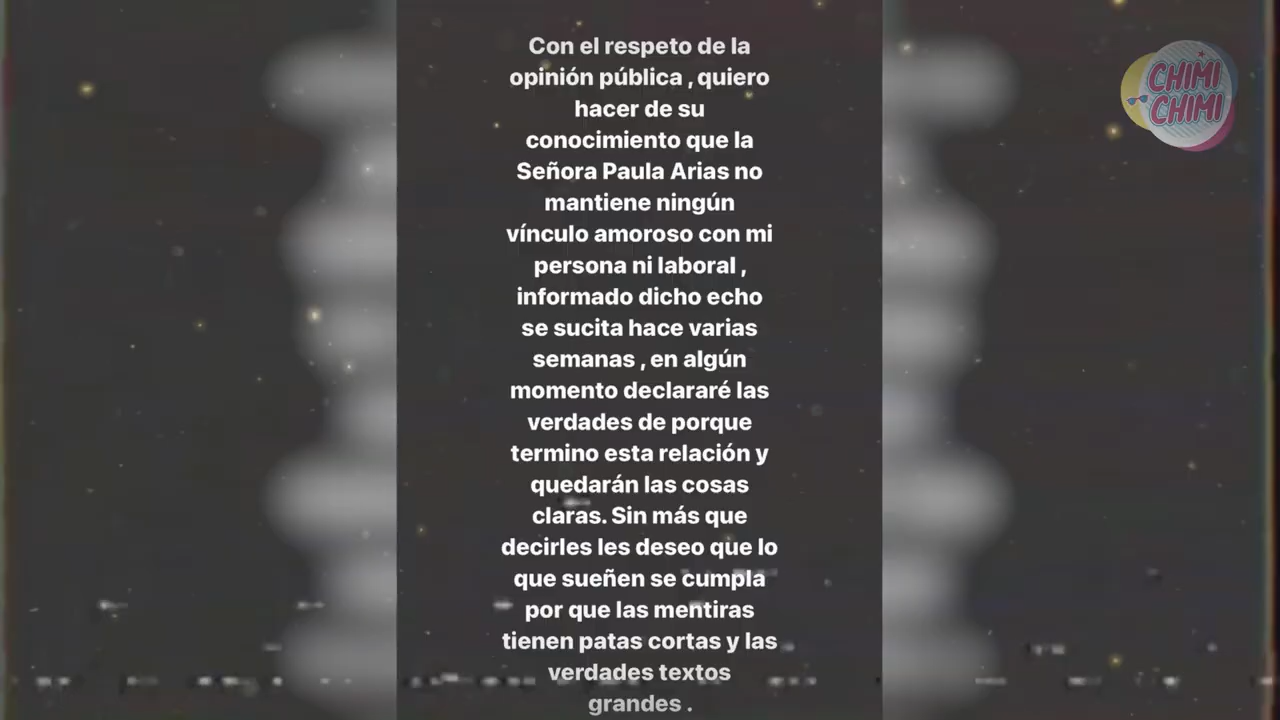 Con el respeto de la
opinión pública , quiero
hacer de su
conocimiento que la
Señora Paula Arias no
mantiene ningún
vínculo amoroso con mi
persona ni laboral ,
informado dicho echo
se sucita hace varias
semanas , en algún
momento declararé las
verdades de porque
termino esta relación y
quedarán las cosas
claras. Sin más que
decirles les deseo que lo
que sueñen se cumpla
por que las mentiras
tienen patas cortas y las
verdades textos
grandes .
CHIMI
CHIMI